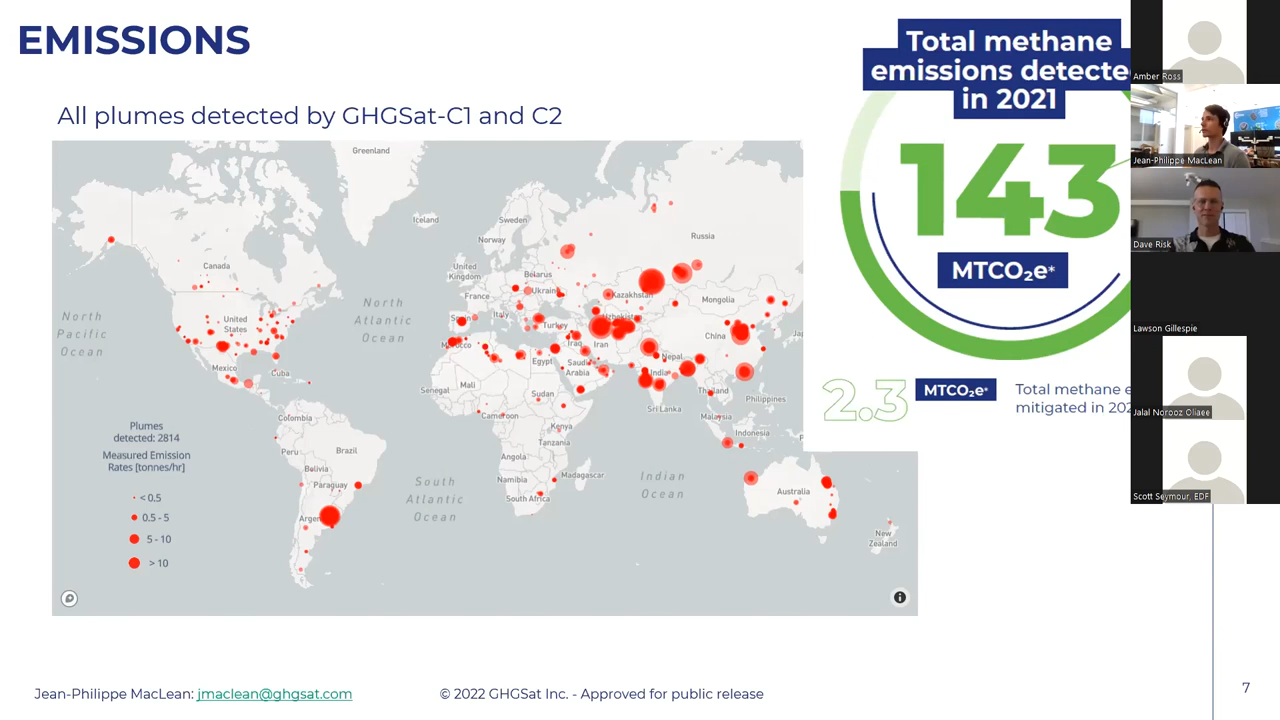 EMISSIONS
All plumes detected by GHGSat-C1 and C2
Total methane
emissions detecte
in 2021
143
MTCO₂e*
2.3
MTCO₂e*
Total methane e
mitigated in 202
Greenland
Iceland
Sweden
Norway
Russia
Canada
United
Kingdom
Belarus
Ukrain
France
Kazakhstan
Mongolia
North
Pacific
Ocean
North
Atlantic
Ocean
United
States
Spain
Italy
Turkey
Uzbekis
China
Ja
Morocco
Iraq
Iran
Nepal
Mexico
Cuba
Egypt
Saudi
Arabia
India
Senegal
Mali
Sudan
Thailand
Philippines
Sri Lanka
Colombia
Cameroon
Kenya
Malaysia
Indonesia
Tanzania
Peru
Brazil
Angola
Bolivia
Namibia
Madagascar
Paraguay
South Africa
Australia
South
Atlantic
Ocean
Indian
Ocean
Argen
New
Zealand
Plumes
detected: 2814
Measured Emission
Rates [tonnes/hr]
< 0.5
0.5 - 5
5 - 10
> 10
Amber Ross
Jean-Philippe MacLean
Dave Risk
Lawson Gillespie
Jalal Norooz Oliaee
Scott Seymour, EDF
Jean-Philippe MacLean: jmaclean@ghgsat.com
© 2022 GHGSat Inc. - Approved for public release
7